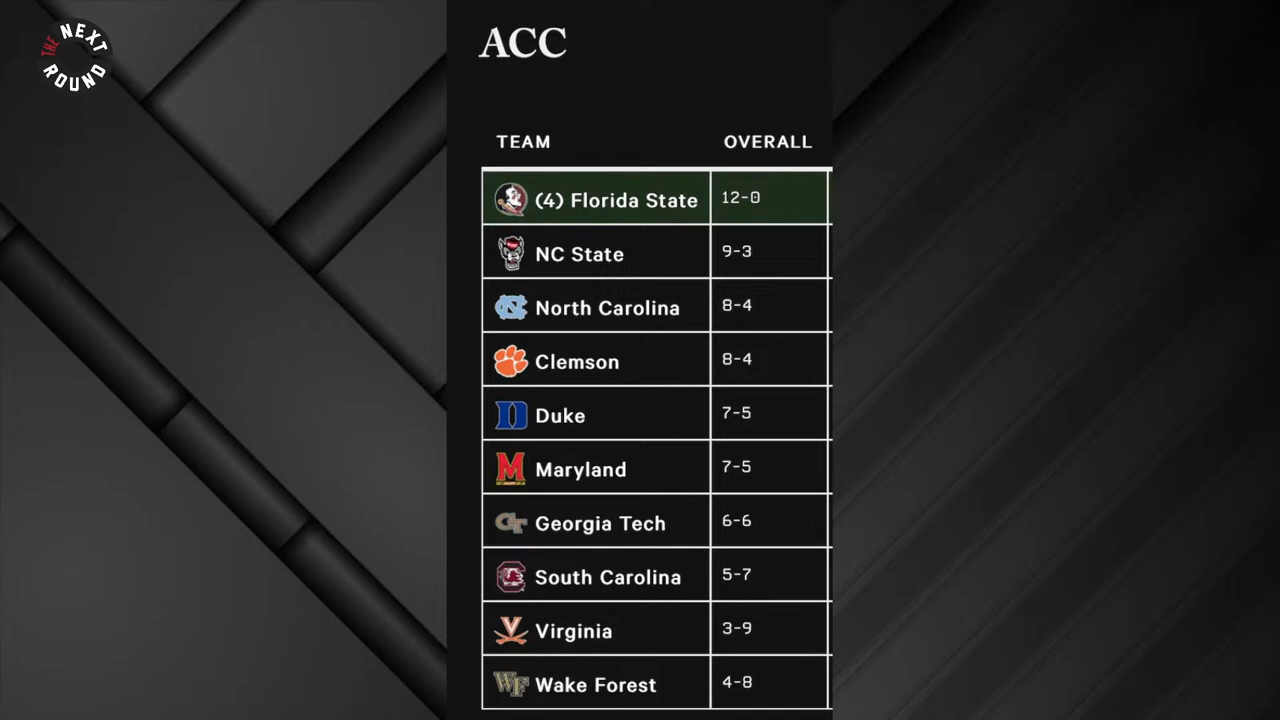 THE NEXT
ROUND
ACC
TEAM OVERALL
(4) Florida State 12-0
NC State 9-3
North Carolina 8-4
Clemson 8-4
Duke 7-5
Maryland 7-5
Georgia Tech 6-6
South Carolina 5-7
Virginia 3-9
Wake Forest 4-8